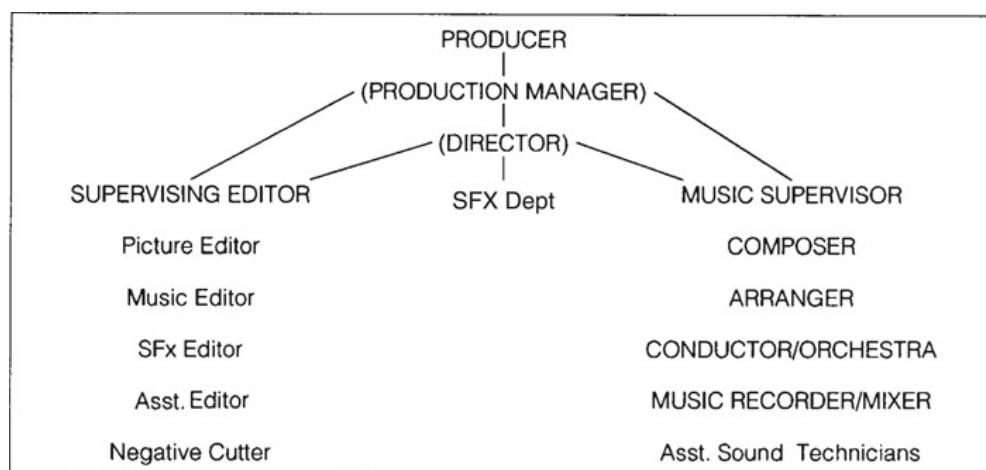 PRODUCER
(PRODUCTION MANAGER)
(DIRECTOR)
SUPERVISING EDITOR
SFX Dept
MUSIC SUPERVISOR
Picture Editor
COMPOSER
Music Editor
ARRANGER
SFx Editor
CONDUCTOR/ORCHESTRA
Asst. Editor
MUSIC RECORDER/MIXER
Negative Cutter
Asst. Sound Technicians